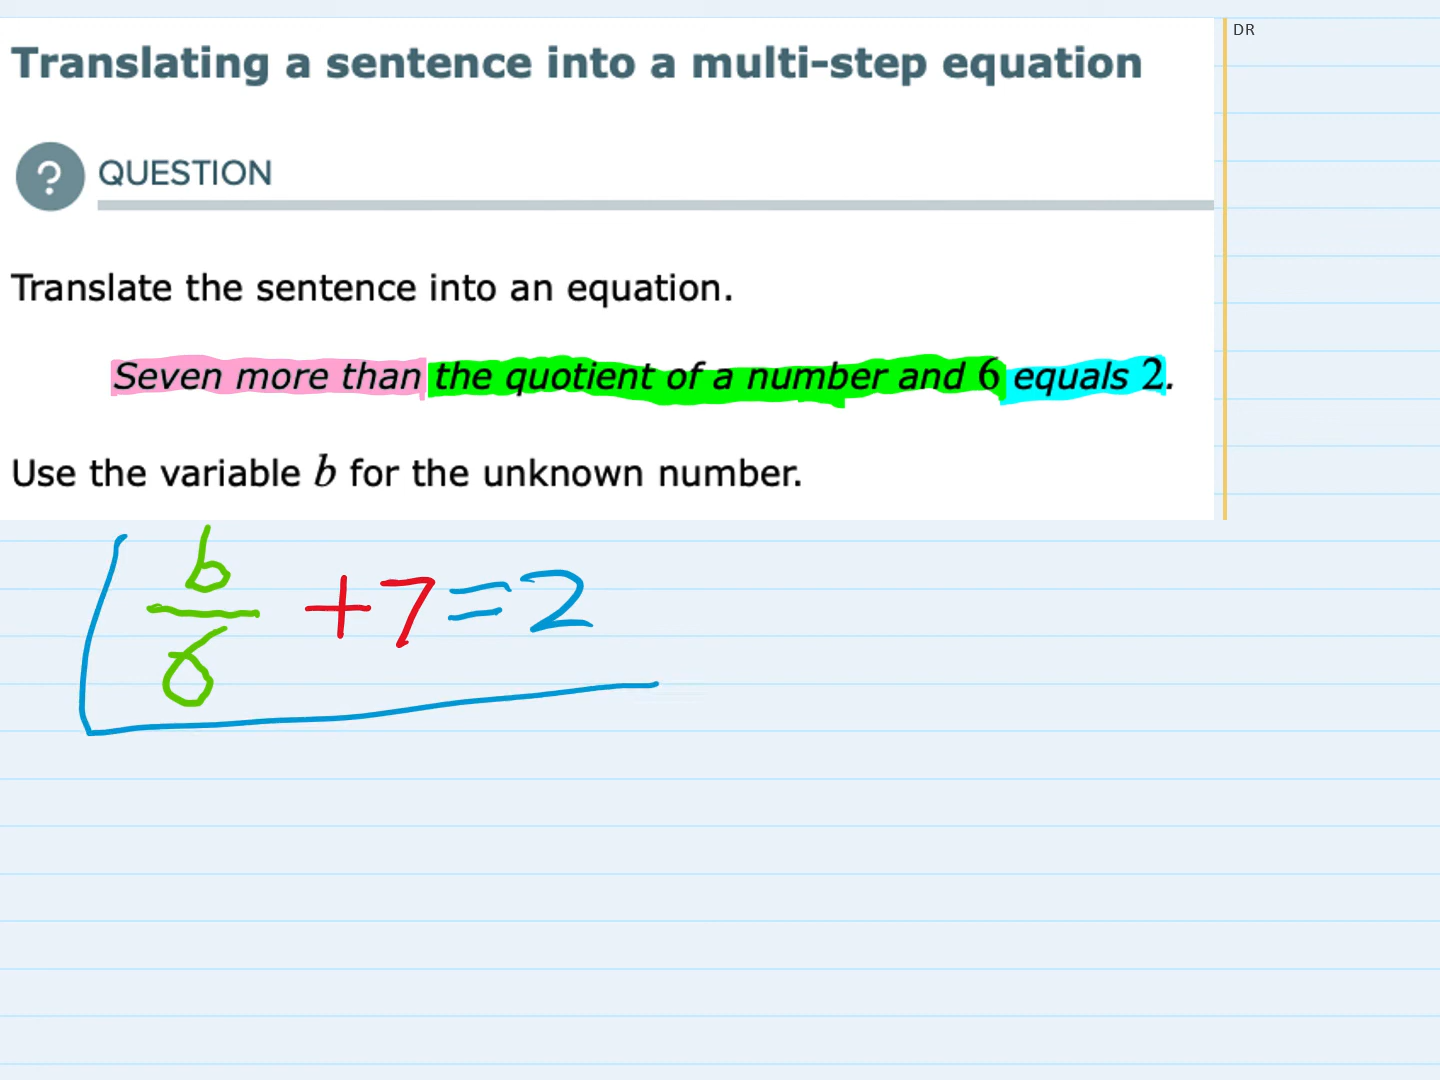 Translating a sentence into a multi-step equation
DR
? QUESTION
Translate the sentence into an equation.
Seven more than the quotient of a number and 6 equals 2.
Use the variable b for the unknown number.
b/6 +7=2